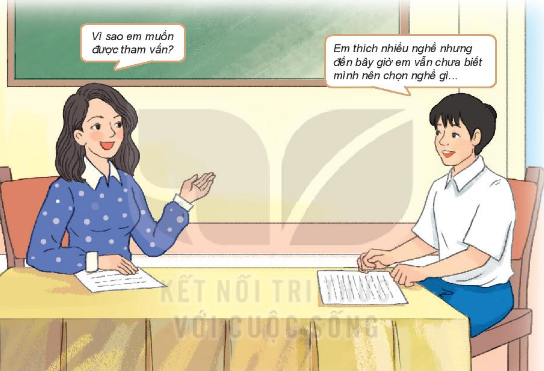 Vì sao em muốn
được tham vấn?
Em thích nhiều nghề nhưng
đến bây giờ em vẫn chưa biết
mình nên chọn nghề gì...
KẾT NỐI TRI THỨC
VỚI CUỘC SỐNG